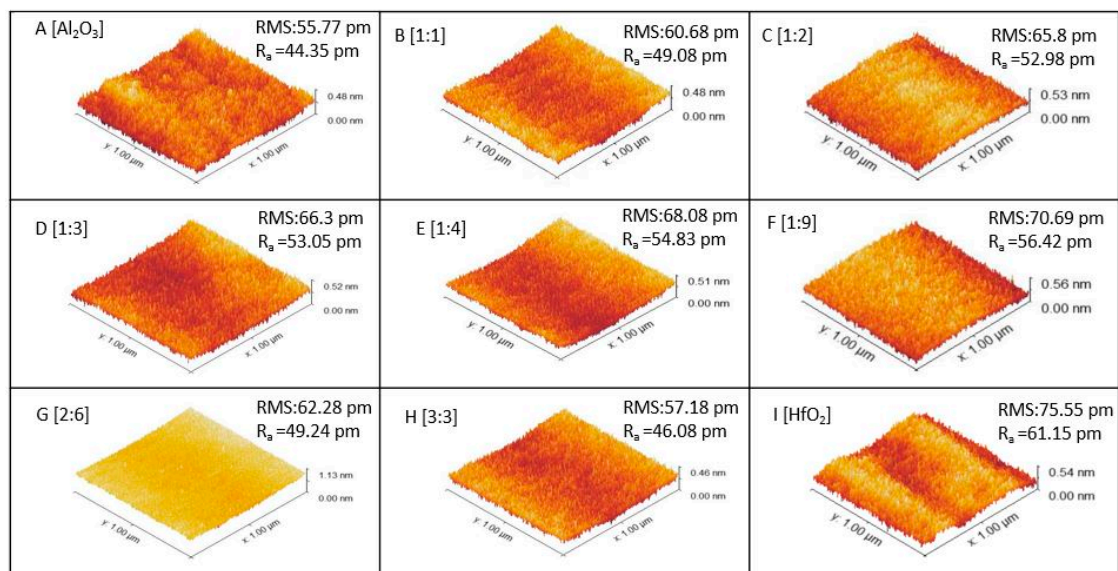 A [Al₂O₃]
RMS:55.77 pm
Rₐ =44.35 pm
0.48 nm
0.00 nm
y: 1.00 µm
x: 1.00 µm
B [1:1]
RMS:60.68 pm
Rₐ =49.08 pm
0.48 nm
0.00 nm
y: 1.00 µm
x: 1.00 µm
C [1:2]
RMS:65.8 pm
Rₐ =52.98 pm
0.53 nm
0.00 nm
y: 1.00 µm
x: 1.00 µm
D [1:3]
RMS:66.3 pm
Rₐ =53.05 pm
0.52 nm
0.00 nm
y: 1.00 µm
x: 1.00 µm
E [1:4]
RMS:68.08 pm
Rₐ =54.83 pm
0.51 nm
0.00 nm
y: 1.00 µm
x: 1.00 µm
F [1:9]
RMS:70.69 pm
Rₐ =56.42 pm
0.56 nm
0.00 nm
y: 1.00 µm
x: 1.00 µm
G [2:6]
RMS:62.28 pm
Rₐ =49.24 pm
1.13 nm
0.00 nm
y: 1.00 µm
x: 1.00 µm
H [3:3]
RMS:57.18 pm
Rₐ =46.08 pm
0.46 nm
0.00 nm
y: 1.00 µm
x: 1.00 µm
I [HfO₂]
RMS:75.55 pm
Rₐ =61.15 pm
0.54 nm
0.00 nm
y: 1.00 µm
x: 1.00 µm